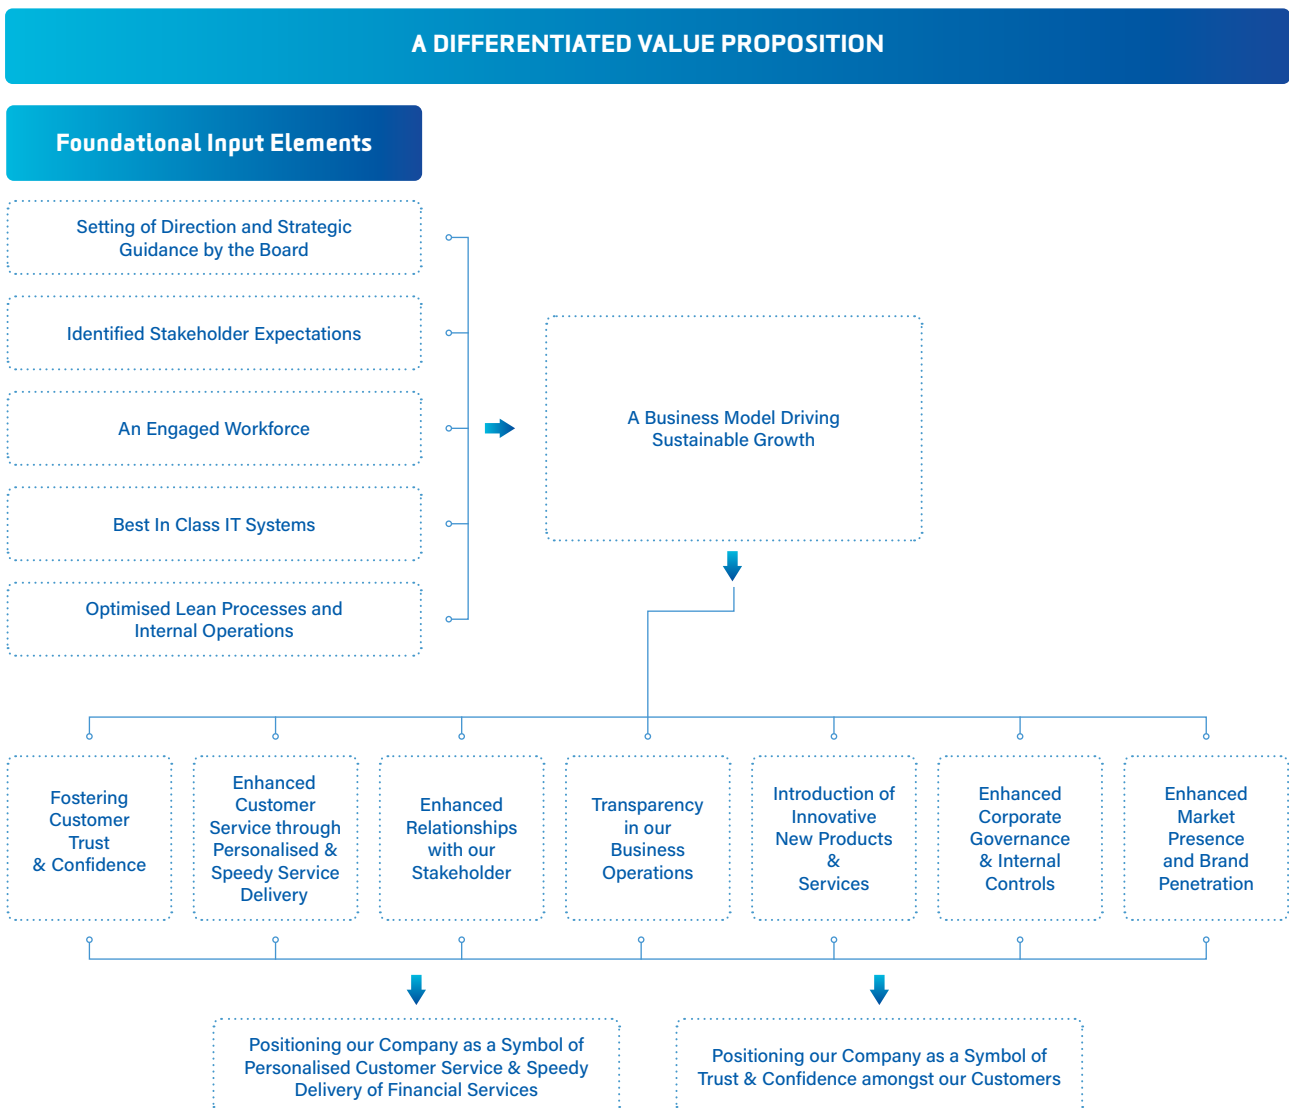 A DIFFERENTIATED VALUE PROPOSITION
Foundational Input Elements
Setting of Direction and Strategic
Guidance by the Board
Identified Stakeholder Expectations
An Engaged Workforce
Best In Class IT Systems
Optimised Lean Processes and
Internal Operations
A Business Model Driving
Sustainable Growth
Fostering
Customer
Trust
& Confidence
Enhanced
Customer
Service through
Personalised &
Speedy Service
Delivery
Enhanced
Relationships
with our
Stakeholder
Transparency
in our
Business
Operations
Introduction of
Innovative
New Products
&
Services
Enhanced
Corporate
Governance
& Internal
Controls
Enhanced
Market
Presence
and Brand
Penetration
Positioning our Company as a Symbol of
Personalised Customer Service & Speedy
Delivery of Financial Services
Positioning our Company as a Symbol of
Trust & Confidence amongst our Customers